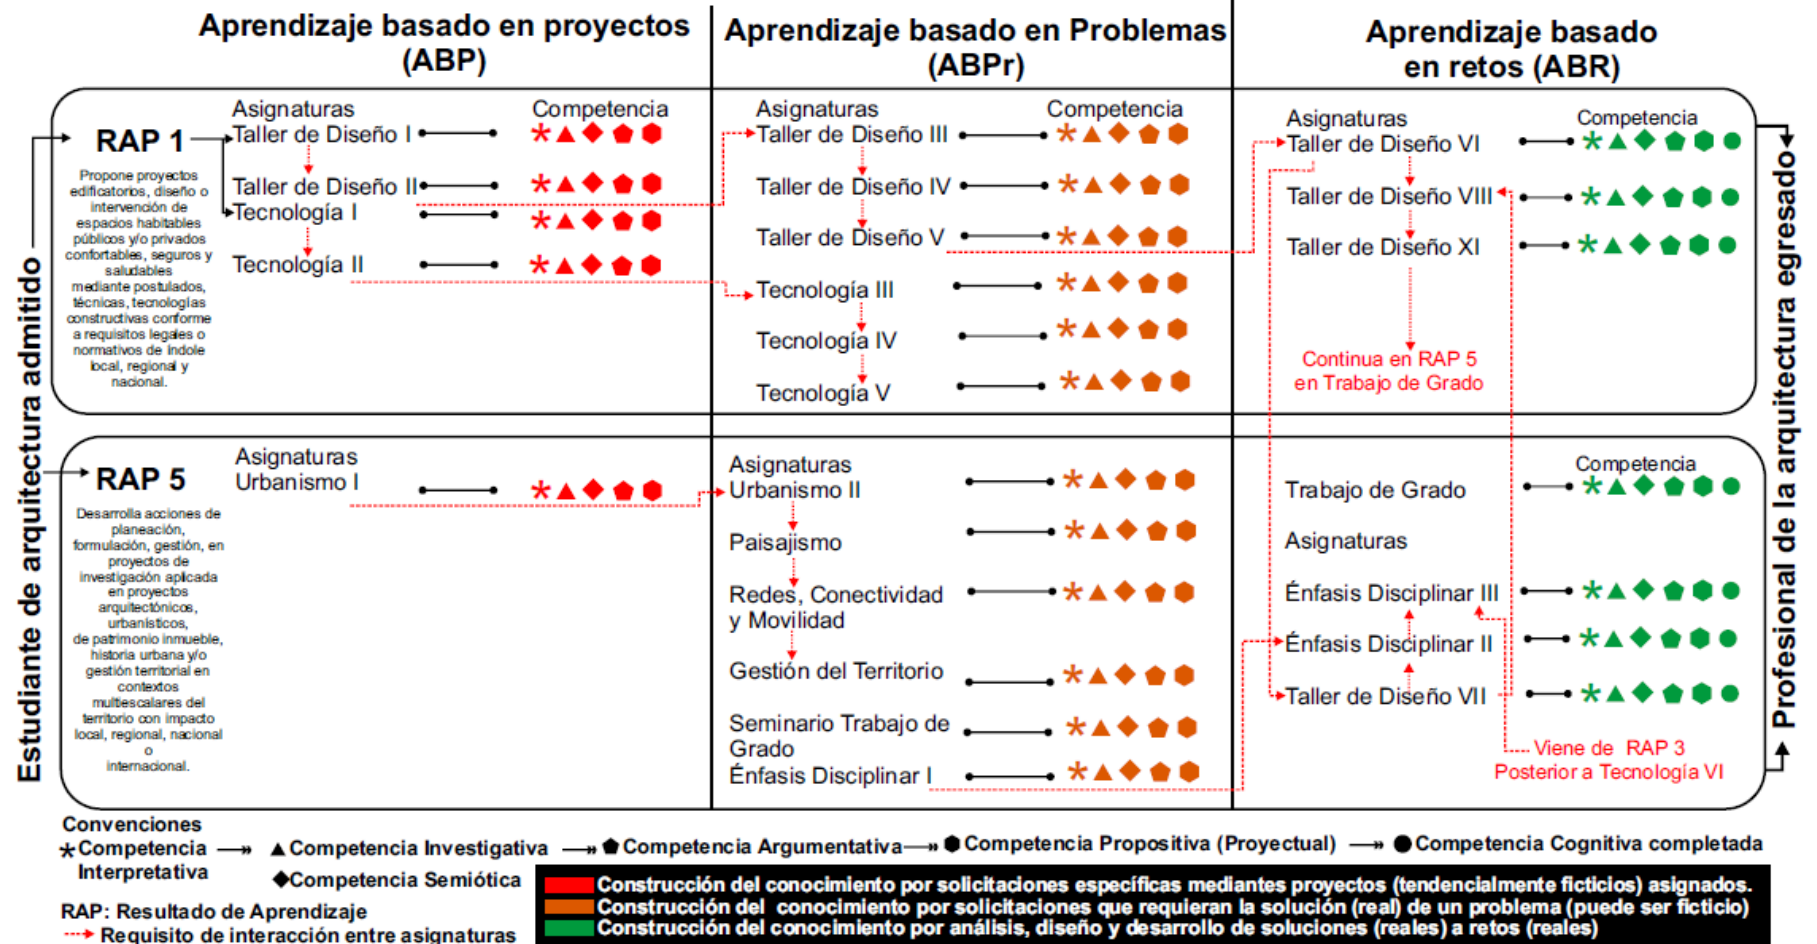 Aprendizaje basado en proyectos
(ABP)
Aprendizaje basado en Problemas
(ABPr)
Aprendizaje basado
en retos (ABR)
Estudiante de arquitectura admitido
RAP 1
Propone proyectos
edificatorios, diseño o
intervención de
espacios habitables
públicos y/o privados
confortables, seguros y
saludables
mediante postulados,
técnicas, tecnologías
constructivas conforme
a requisitos legales o
normativos de índole
local, regional y
nacional.
Asignaturas
Competencia
Taller de Diseño I
Taller de Diseño II
Tecnología I
Tecnología II
Asignaturas
Competencia
Taller de Diseño III
Taller de Diseño IV
Taller de Diseño V
Tecnología III
Tecnología IV
Tecnología V
Asignaturas
Competencia
Taller de Diseño VI
Taller de Diseño VIII
Taller de Diseño XI
Continua en RAP 5
en Trabajo de Grado
RAP 5
Desarrolla acciones de
planeación,
formulación, gestión, en
proyectos de
investigación aplicada
en proyectos
arquitectónicos,
urbanísticos,
de patrimonio inmueble,
historia urbana y/o
gestión territorial en
contextos
multiescalares del
territorio con impacto
local, regional, nacional
o
internacional.
Asignaturas
Urbanismo I
Asignaturas
Urbanismo II
Paisajismo
Redes, Conectividad
y Movilidad
Gestión del Territorio
Seminario Trabajo de
Grado
Énfasis Disciplinar I
Competencia
Trabajo de Grado
Asignaturas
Énfasis Disciplinar III
Énfasis Disciplinar II
Taller de Diseño VII
Viene de RAP 3
Posterior a Tecnología VI
Profesional de la arquitectura egresado
Convenciones
Competencia
Interpretativa
Competencia Investigativa
Competencia Semiótica
Competencia Argumentativa
Competencia Propositiva (Proyectual)
Competencia Cognitiva completada
RAP: Resultado de Aprendizaje
Requisito de interacción entre asignaturas
Construcción del conocimiento por solicitaciones específicas mediantes proyectos (tendencialmente ficticios) asignados.
Construcción del conocimiento por solicitaciones que requieran la solución (real) de un problema (puede ser ficticio)
Construcción del conocimiento por análisis, diseño y desarrollo de soluciones (reales) a retos (reales)